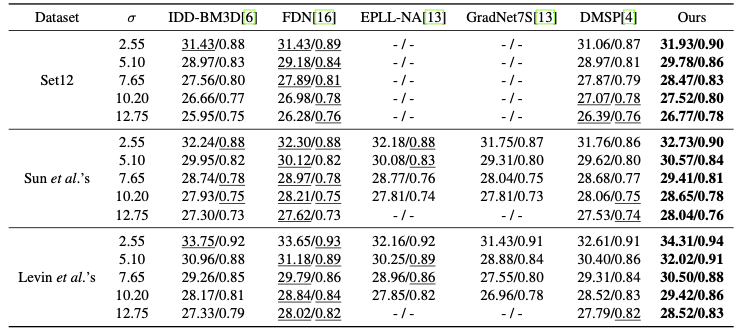 Dataset σ IDD-BM3D[6] FDN[16] EPLL-NA[13] GradNet7S[13] DMSP[4] Ours
2.55 31.43/0.88 31.43/0.89 - / - - / - 31.06/0.87 31.93/0.90
5.10 28.97/0.83 29.18/0.84 - / - - / - 28.97/0.81 29.78/0.86
Set12 7.65 27.56/0.80 27.89/0.81 - / - - / - 27.87/0.79 28.47/0.83
10.20 26.66/0.77 26.98/0.78 - / - - / - 27.07/0.78 27.52/0.80
12.75 25.95/0.75 26.28/0.76 - / - - / - 26.39/0.76 26.77/0.78
2.55 32.24/0.88 32.30/0.88 32.18/0.88 31.75/0.87 31.76/0.86 32.73/0.90
5.10 29.95/0.82 30.12/0.82 30.08/0.83 29.31/0.80 29.62/0.80 30.57/0.84
Sun et al.'s 7.65 28.74/0.78 28.97/0.78 28.77/0.76 28.04/0.75 28.68/0.77 29.41/0.81
10.20 27.93/0.75 28.21/0.75 27.81/0.74 27.81/0.73 28.06/0.75 28.65/0.78
12.75 27.30/0.73 27.62/0.73 - / - - / - 27.53/0.74 28.04/0.76
2.55 33.75/0.92 33.65/0.93 32.16/0.92 31.43/0.91 32.61/0.91 34.31/0.94
5.10 30.96/0.88 31.18/0.89 30.25/0.89 28.88/0.84 30.40/0.86 32.02/0.91
Levin et al.'s 7.65 29.26/0.85 29.79/0.86 28.96/0.86 27.55/0.80 29.31/0.84 30.50/0.88
10.20 28.17/0.81 28.84/0.84 27.85/0.82 26.96/0.78 28.52/0.83 29.42/0.86
12.75 27.33/0.79 28.02/0.82 - / - - / - 27.79/0.82 28.52/0.83